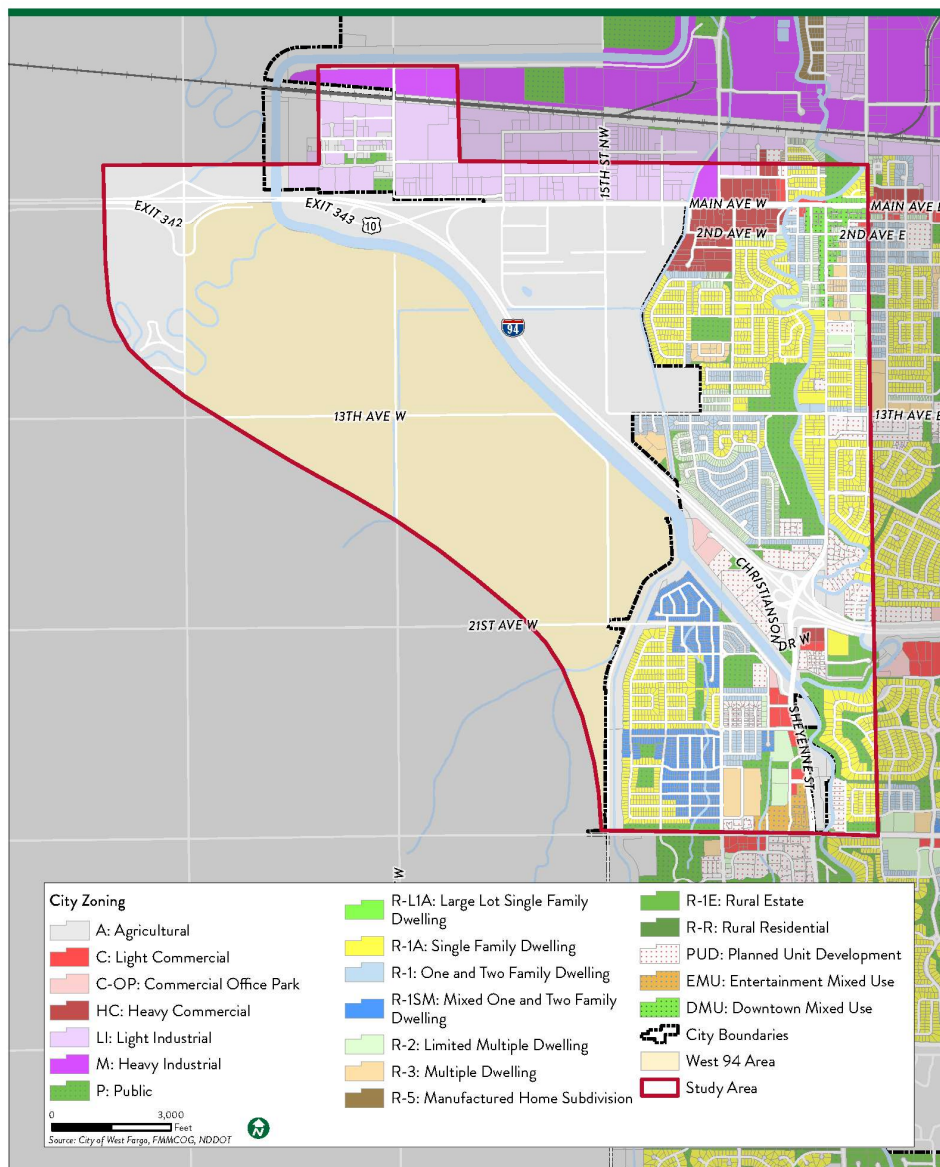 15TH ST NW
EXIT 342
EXIT 343
10
MAIN AVE W
MAIN AVE E
2ND AVE W
2ND AVE E
94
13TH AVE W
13TH AVE E
CHRISTIANSON
DR W
21ST AVE W
SHEYENNE ST
W
City Zoning
A: Agricultural
C: Light Commercial
C-OP: Commercial Office Park
HC: Heavy Commercial
LI: Light Industrial
M: Heavy Industrial
P: Public
R-L1A: Large Lot Single Family
Dwelling
R-1A: Single Family Dwelling
R-1: One and Two Family Dwelling
R-1SM: Mixed One and Two Family
Dwelling
R-2: Limited Multiple Dwelling
R-3: Multiple Dwelling
R-5: Manufactured Home Subdivision
R-1E: Rural Estate
R-R: Rural Residential
PUD: Planned Unit Development
EMU: Entertainment Mixed Use
DMU: Downtown Mixed Use
City Boundaries
West 94 Area
Study Area
0 3,000
Feet
N
Source: City of West Fargo, FMMCOG, NDDOT